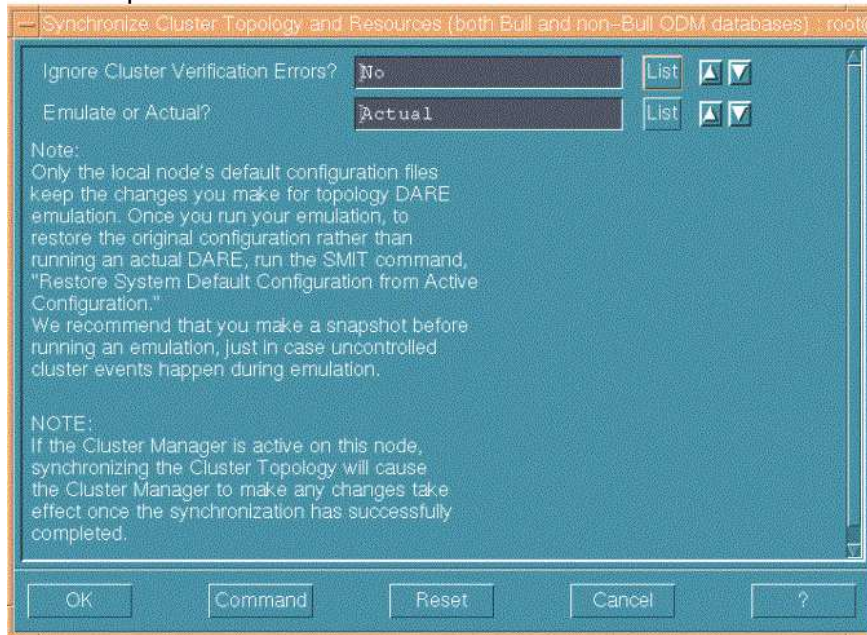 Synchronize Cluster Topology and Resources (both Bull and non-Bull ODM databases) : root
Ignore Cluster Verification Errors? No List
Emulate or Actual? Actual List
Note:
Only the local node's default configuration files
keep the changes you make for topology DARE
emulation. Once you run your emulation, to
restore the original configuration rather than
running an actual DARE, run the SMIT command,
"Restore System Default Configuration from Active
Configuration."
We recommend that you make a snapshot before
running an emulation, just in case uncontrolled
cluster events happen during emulation.
NOTE:
If the Cluster Manager is active on this node,
synchronizing the Cluster Topology will cause
the Cluster Manager to make any changes take
effect once the synchronization has successfully
completed.
OK Command Reset Cancel ?